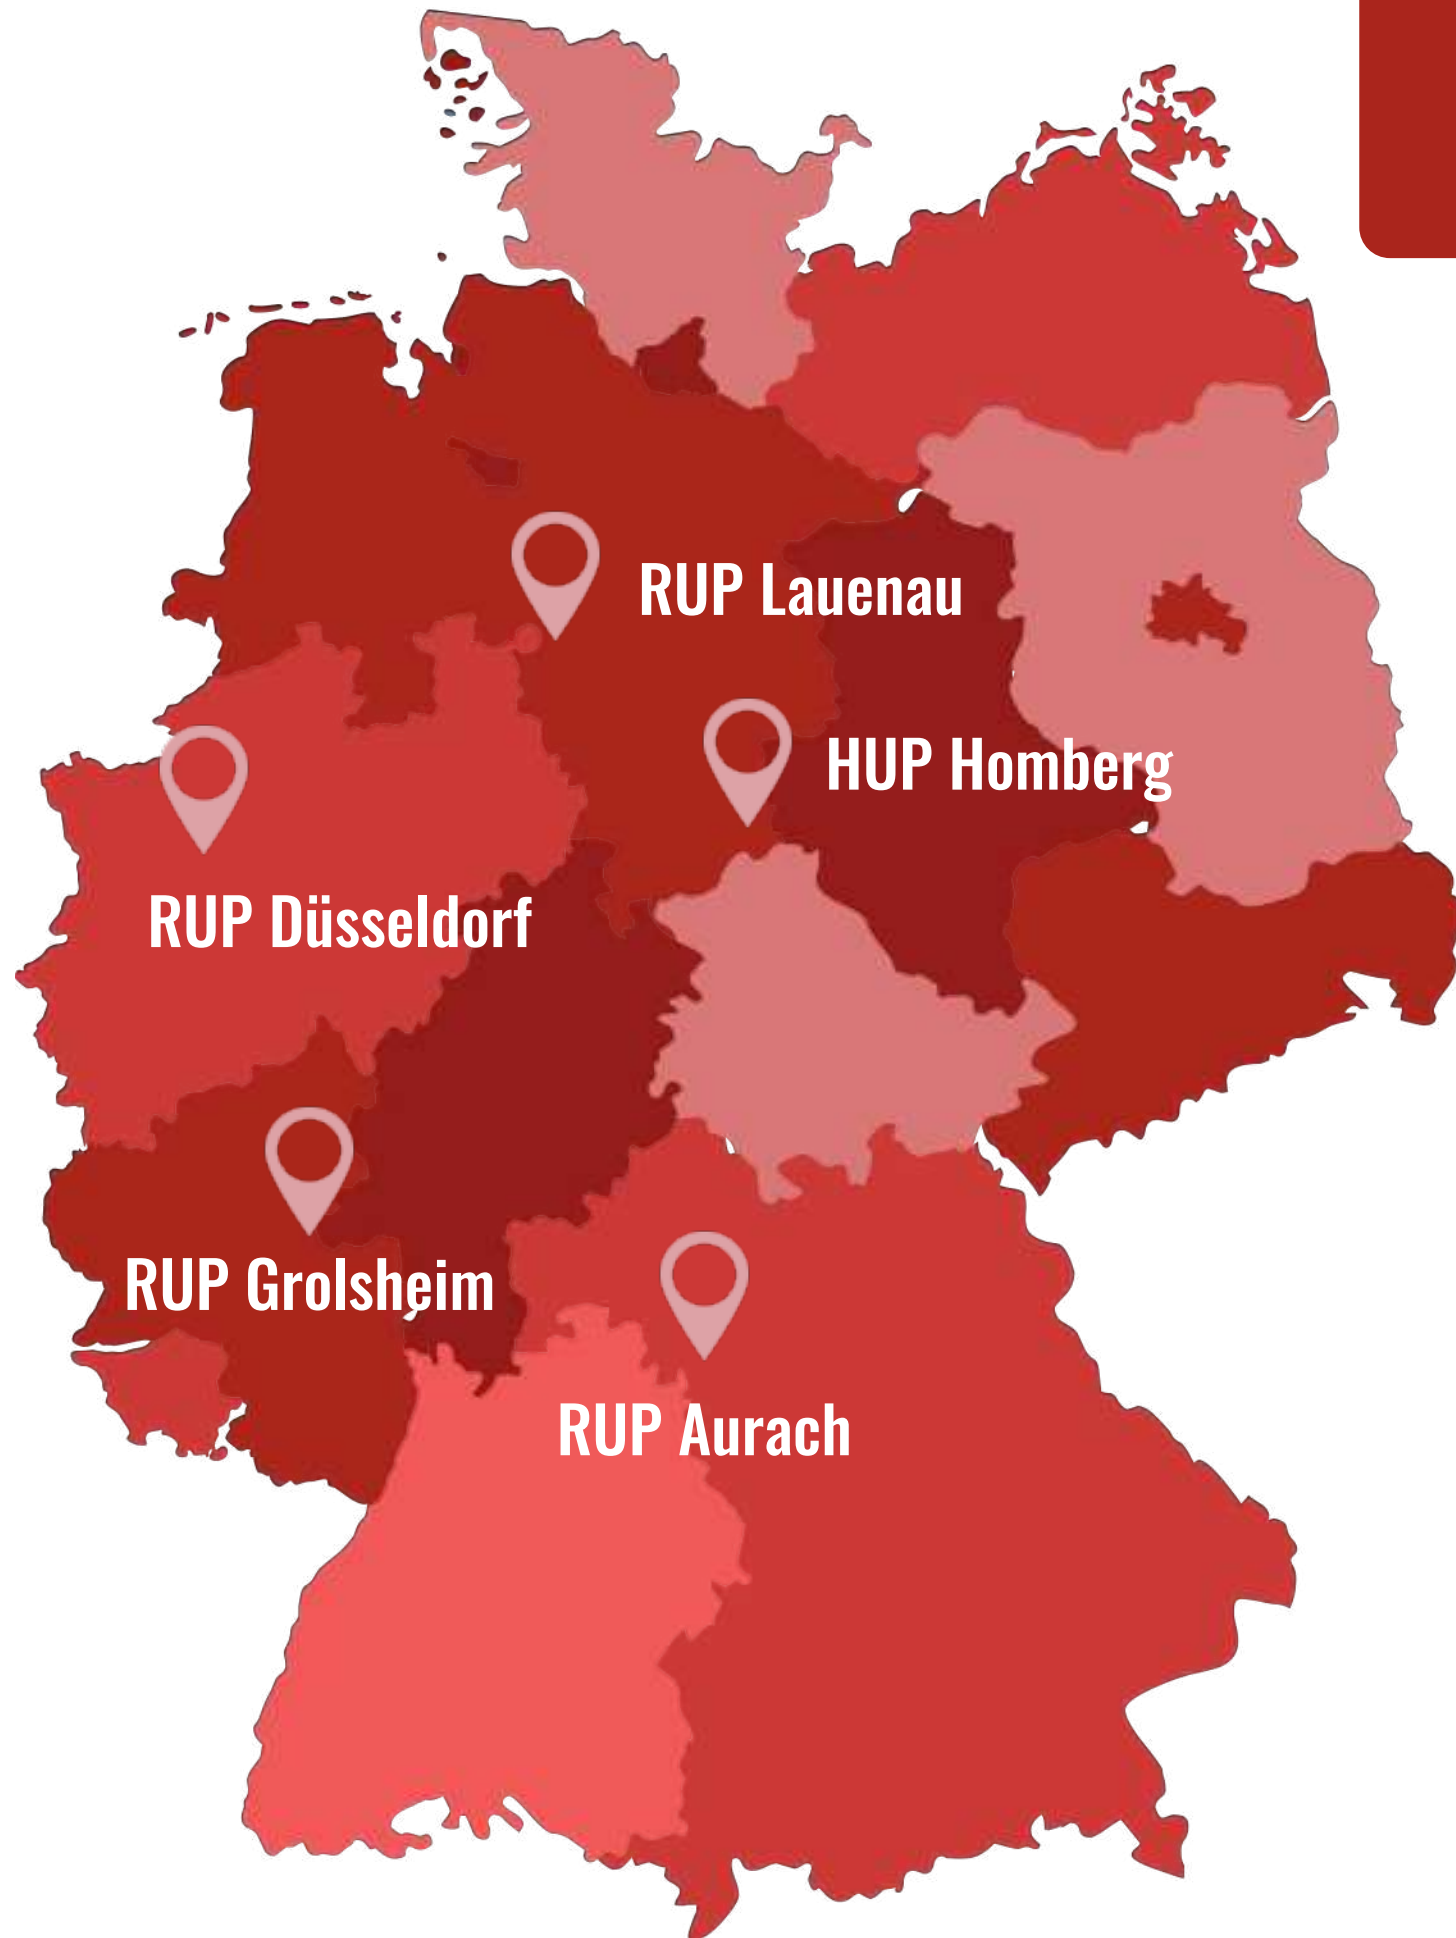 RUP Lauenau
HUP Homberg
RUP Düsseldorf
RUP Grolsheim
RUP Aurach